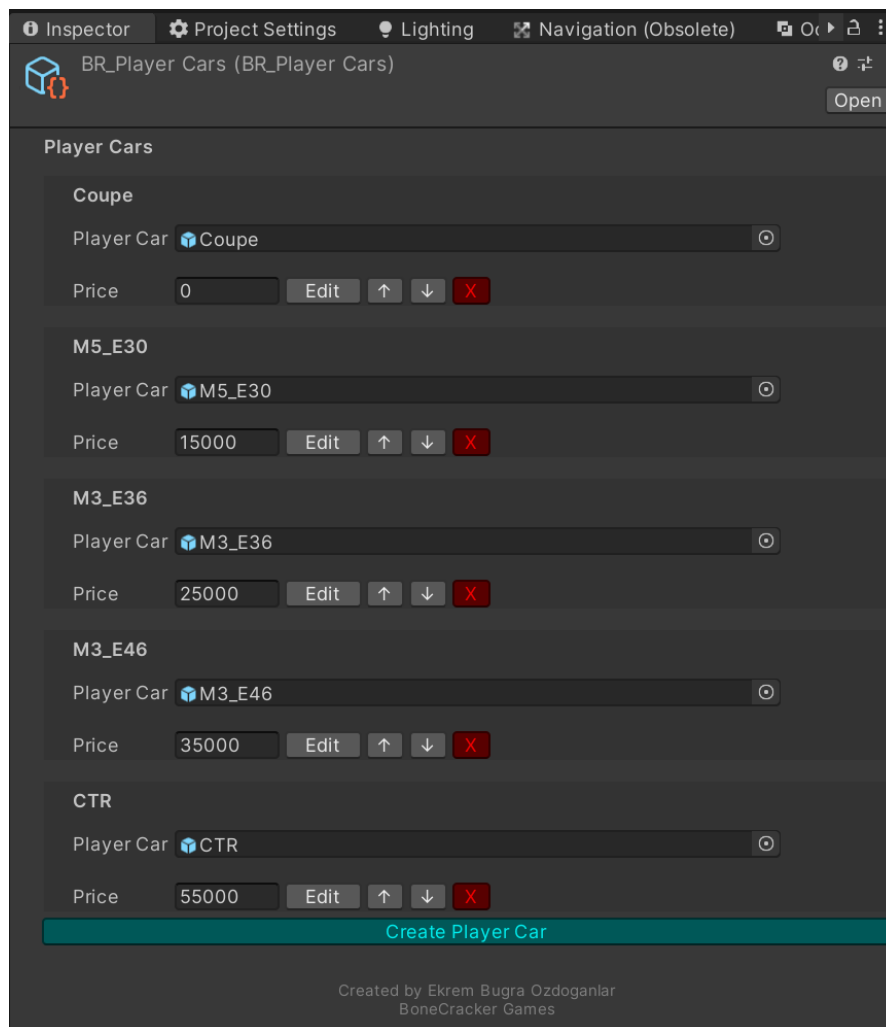 Inspector Project Settings Lighting Navigation (Obsolete)
BR_Player Cars (BR_Player Cars)
Open
Player Cars
Coupe
Player Car Coupe
Price 0 Edit ↑ ↓ X
M5_E30
Player Car M5_E30
Price 15000 Edit ↑ ↓ X
M3_E36
Player Car M3_E36
Price 25000 Edit ↑ ↓ X
M3_E46
Player Car M3_E46
Price 35000 Edit ↑ ↓ X
CTR
Player Car CTR
Price 55000 Edit ↑ ↓ X
Create Player Car
Created by Ekrem Bugra Ozdoganlar
BoneCracker Games